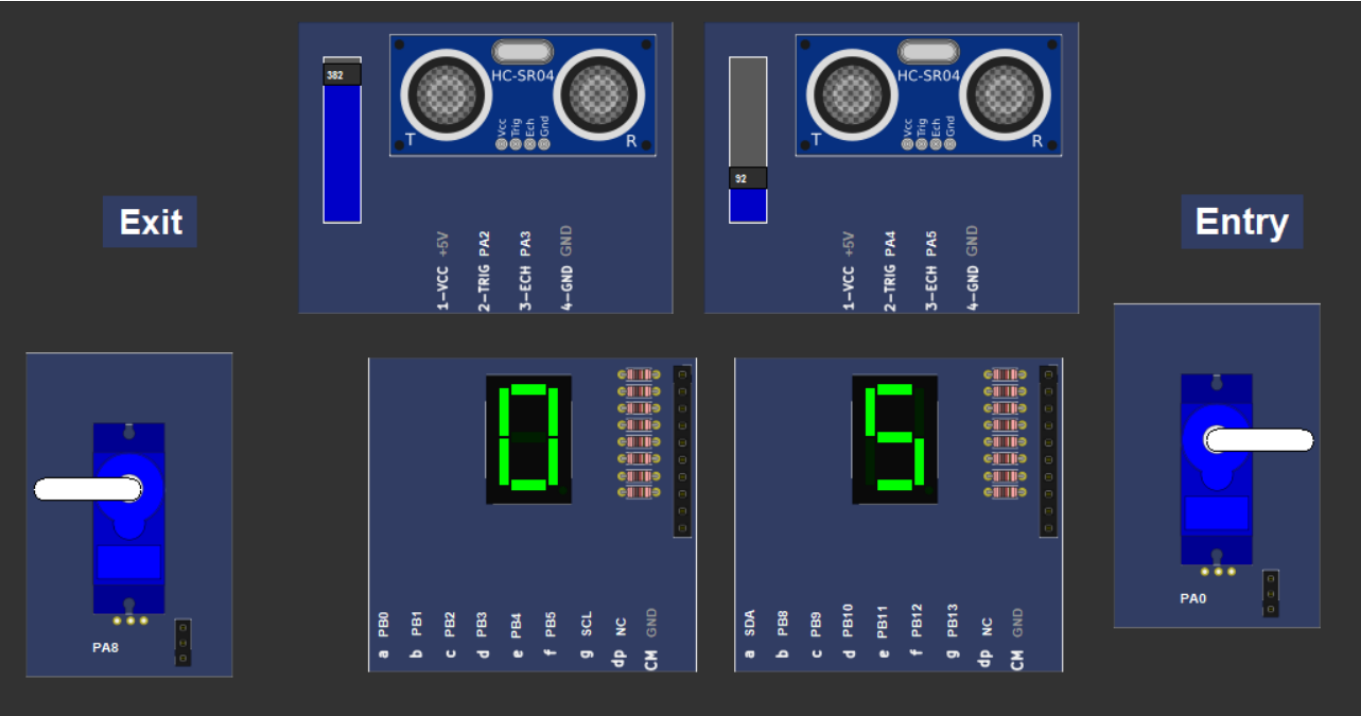 382
HC-SR04
Vcc
Trig
Ech
Gnd
T
R
1-VCC +5V
2-TRIG PA2
3-ECH PA3
4-GND GND
92
HC-SR04
Vcc
Trig
Ech
Gnd
T
R
1-VCC +5V
2-TRIG PA4
3-ECH PA5
4-GND GND
Exit
Entry
PA8
0
a PB0
b PB1
c PB2
d PB3
e PB4
f PB5
g SCL
dp NC
CM GND
5
a SDA
b PB8
c PB9
d PB10
e PB11
f PB12
g PB13
dp NC
CM GND
PA0